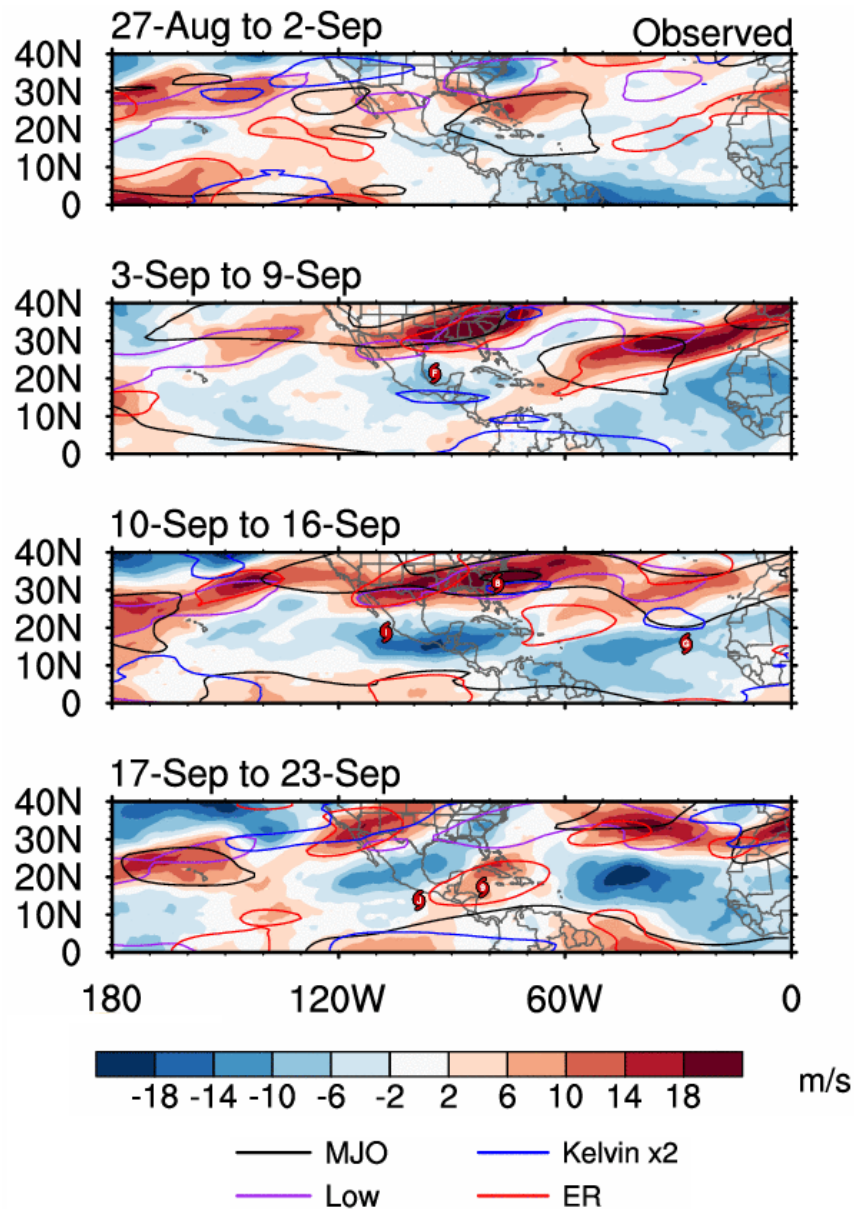 27-Aug to 2-Sep Observed
40N
30N
20N
10N
0
3-Sep to 9-Sep
40N
30N
20N
10N
0
F
10-Sep to 16-Sep
40N
30N
20N
10N
0
8
I
G
17-Sep to 23-Sep
40N
30N
20N
10N
0
J
180 120W 60W 0
-18 -14 -10 -6 -2 2 6 10 14 18 m/s
MJO Kelvin x2
Low ER